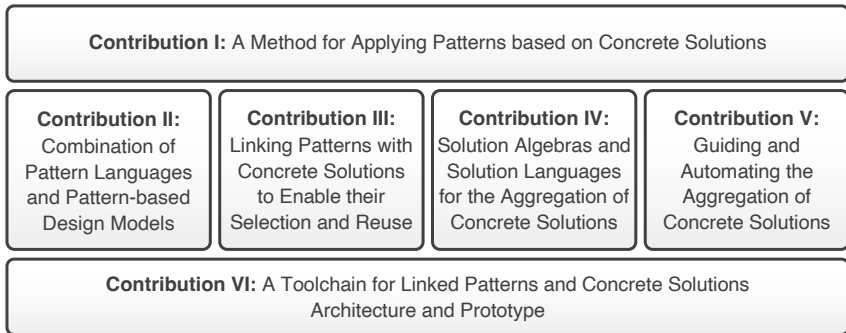 Contribution I: A Method for Applying Patterns based on Concrete Solutions
Contribution II:
Combination of
Pattern Languages
and Pattern-based
Design Models
Contribution III:
Linking Patterns with
Concrete Solutions
to Enable their
Selection and Reuse
Contribution IV:
Solution Algebras and
Solution Languages
for the Aggregation of
Concrete Solutions
Contribution V:
Guiding and
Automating the
Aggregation of
Concrete Solutions
Contribution VI: A Toolchain for Linked Patterns and Concrete Solutions
Architecture and Prototype